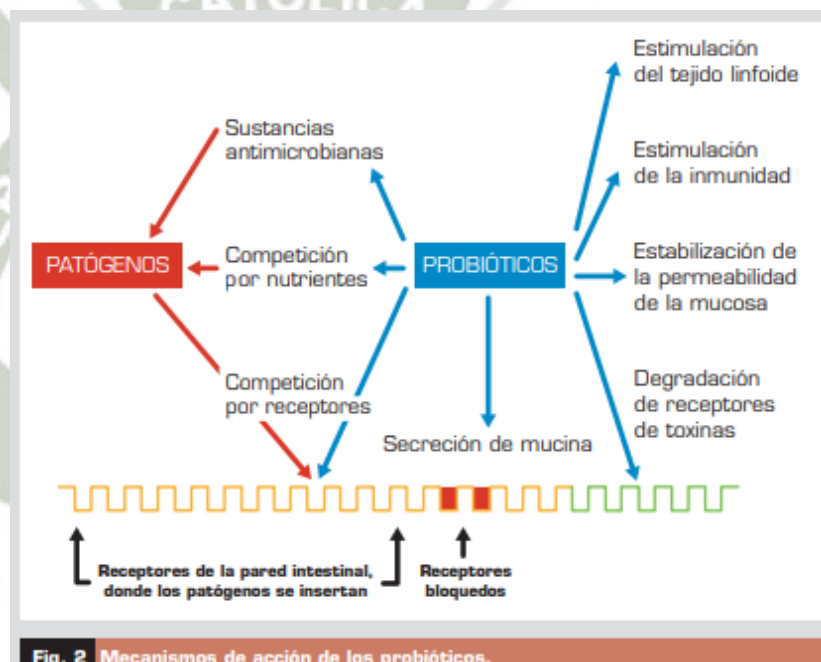 CATÓLICA
Estimulación
del tejido linfoide
Sustancias
antimicrobianas
Estimulación
de la inmunidad
PATÓGENOS
Competición
por nutrientes
PROBIÓTICOS
Estabilización de
la permeabilidad
de la mucosa
Competición
por receptores
Degradación
de receptores
de toxinas
Secreción de mucina
Receptores de la pared intestinal,
donde los patógenos se insertan
Receptores
bloquedos
Fig. 2 Mecanismos de acción de los probióticos.